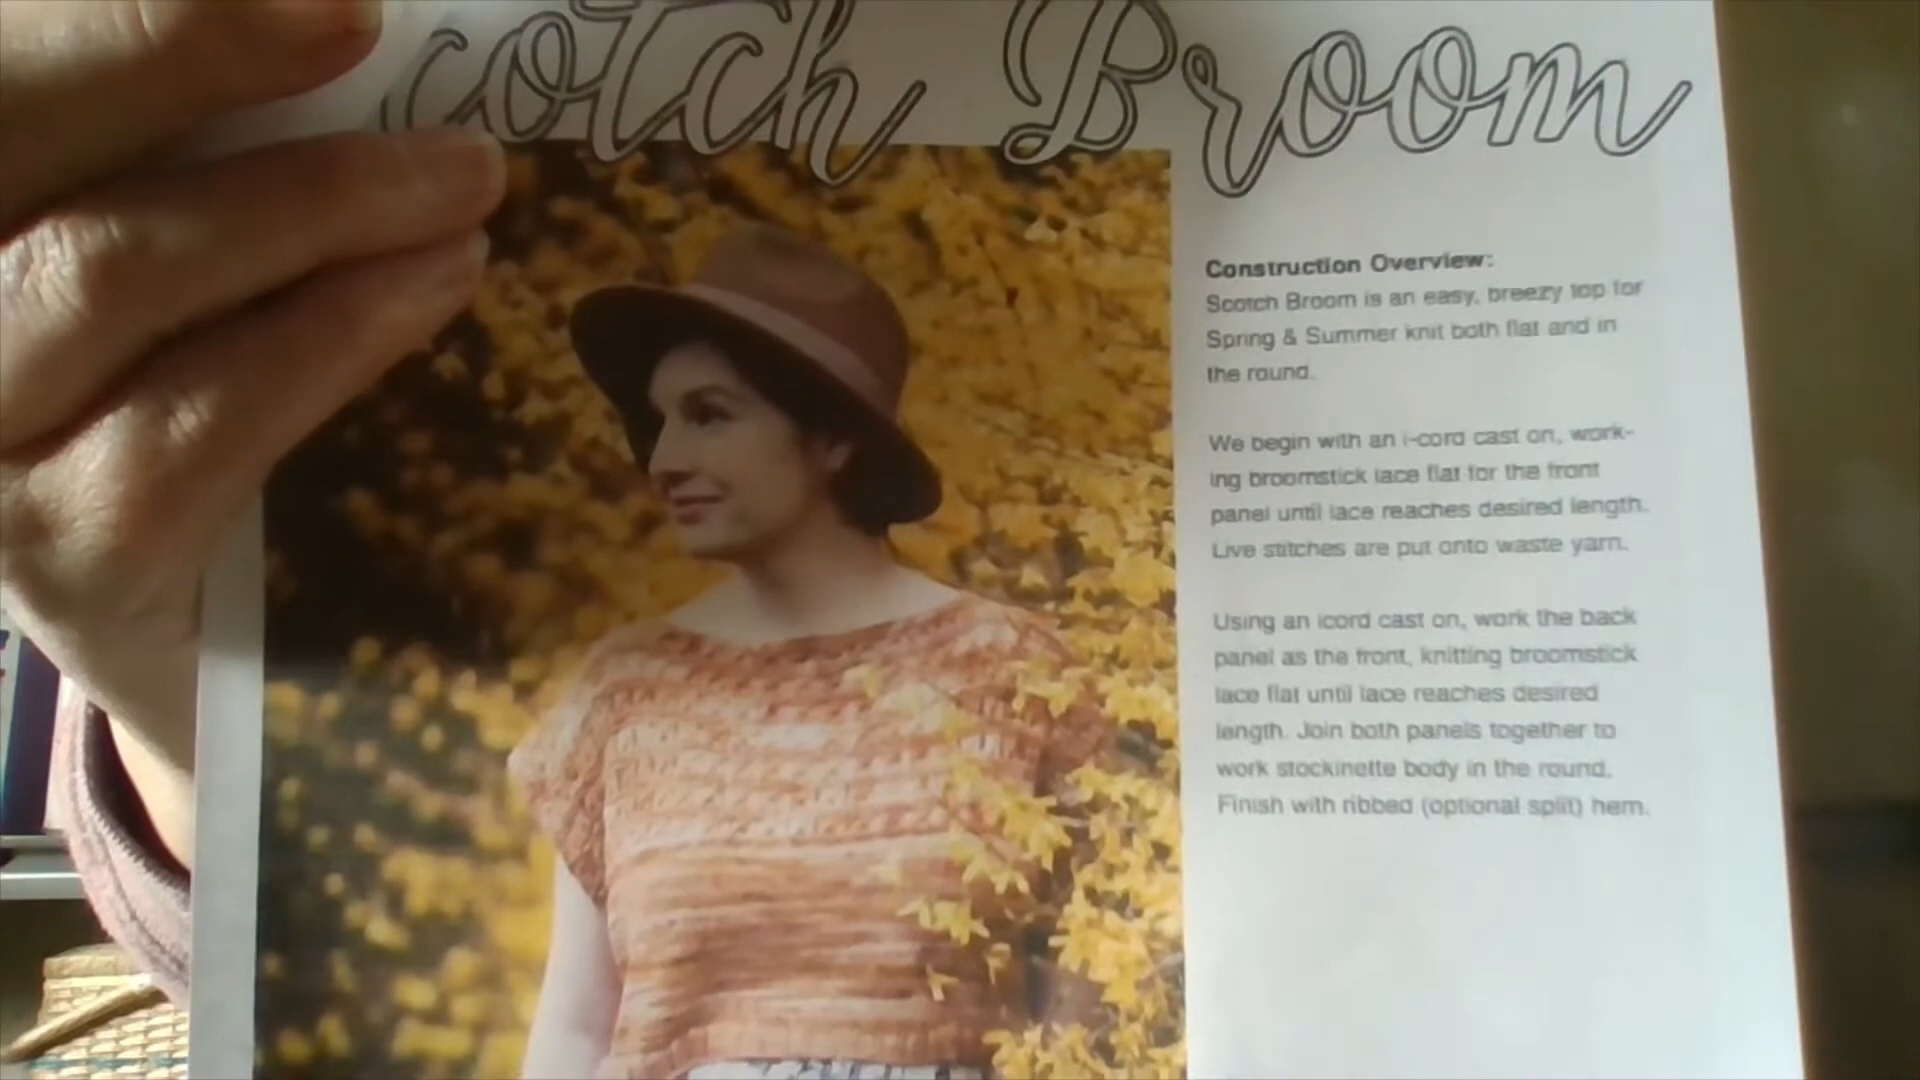 Scotch Broom
Construction Overview:
Scotch Broom is an easy, breezy top for
Spring & Summer knit both flat and in
the round.
We begin with an i-cord cast on, work-
ing broomstick lace flat for the front
panel until lace reaches desired length.
Live stitches are put onto waste yarn.
Using an icord cast on, work the back
panel as the front, knitting broomstick
lace flat until lace reaches desired
length. Join both panels together to
work stockinette body in the round.
Finish with ribbed (optional split) hem.